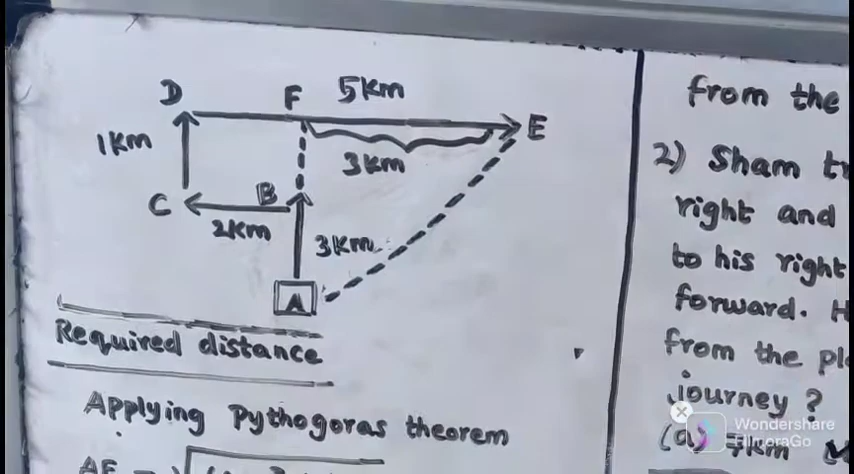 D F 5km
E
1km
3km
C B
2km
3km
A
Required distance
Applying Pythogoras theorem
from the
2) Sham
right and
to his right
forward. H
from the
Journey ?
(a) 7km
Wondershare
FilmoraGo